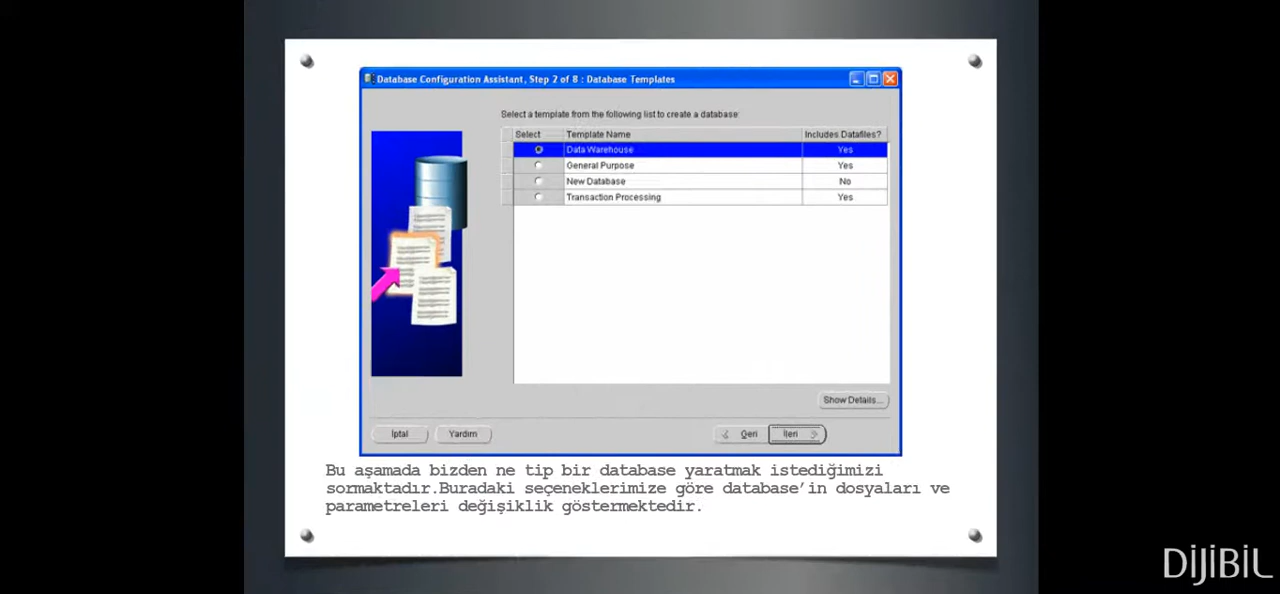 Database Configuration Assistant, Step 2 of 8 : Database Templates
Select a template from the following list to create a database:
Select Template Name Includes Datafiles?
Data Warehouse Yes
General Purpose Yes
New Database No
Transaction Processing Yes
Show Details...
İptal Yardım Geri İleri
Bu aşamada bizden ne tip bir database yaratmak istediğimizi
sormaktadır.Buradaki seçeneklerimize göre database’in dosyaları ve
parametreleri değişiklik göstermektedir.
DİJİBİL